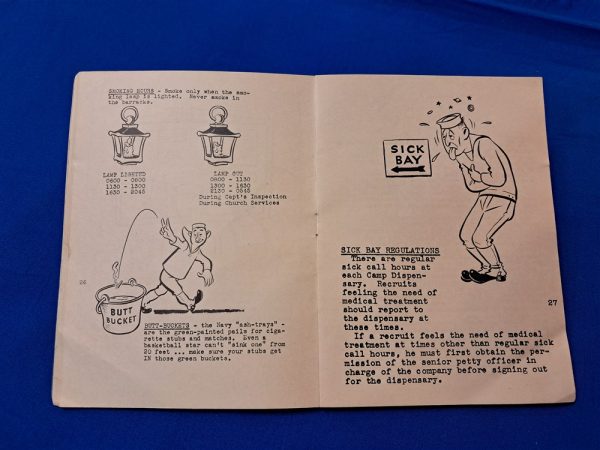 SMOKING HOURS - Smoke only when the smo-
king lamp is lighted. Never smoke in
the barracks.
LAMP LIGHTED
0600 - 0800
1130 - 1300
1630 - 2045
LAMP OUT
0800 - 1130
1300 - 1630
2130 - 0545
During Capt's Inspection
During Church Services
26
BUTT
BUCKET
BUTT-BUCKETS - the Navy "ash-trays" -
are the green-painted pails for ciga-
rette stubs and matches. Even a
basketball star can't "sink one" from
20 feet ... make sure your stubs get
IN those green buckets.
SICK
BAY
SICK BAY REGULATIONS
There are regular
sick call hours at
each Camp Dispen-
sary. Recruits
feeling the need of
medical treatment
should report to
the dispensary at
these times.
If a recruit feels the need of medical
treatment at times other than regular sick
call hours, he must first obtain the per-
mission of the senior petty officer in
charge of the company before signing out
for the dispensary.
27